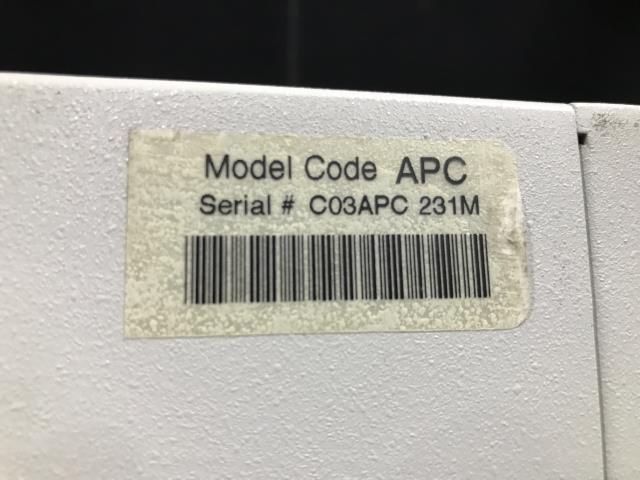 Model Code APC
Serial # C03APC 231M